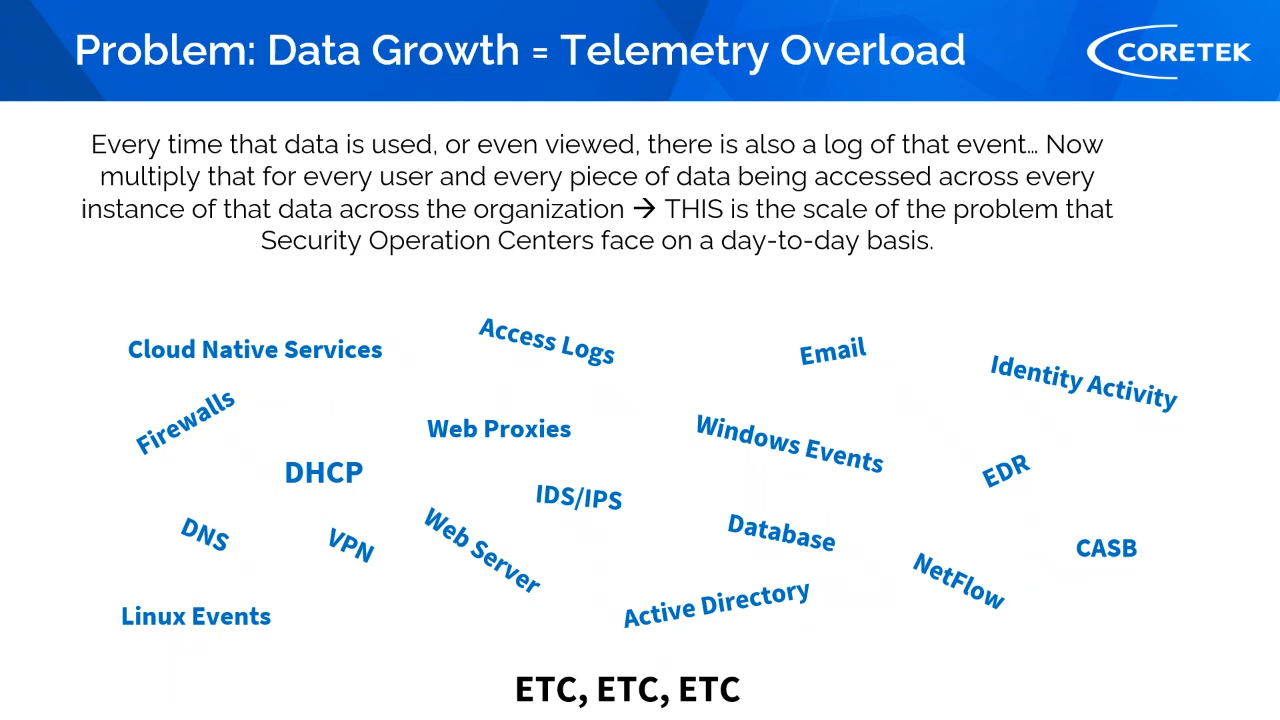 Problem: Data Growth = Telemetry Overload
CORETEK
Every time that data is used, or even viewed, there is also a log of that event… Now
multiply that for every user and every piece of data being accessed across every
instance of that data across the organization → THIS is the scale of the problem that
Security Operation Centers face on a day-to-day basis.
Cloud Native Services
Access Logs
Email
Identity Activity
Firewalls
Web Proxies
Windows Events
EDR
DHCP
IDS/IPS
DNS
VPN
Web Server
Database
CASB
NetFlow
Linux Events
Active Directory
ETC, ETC, ETC